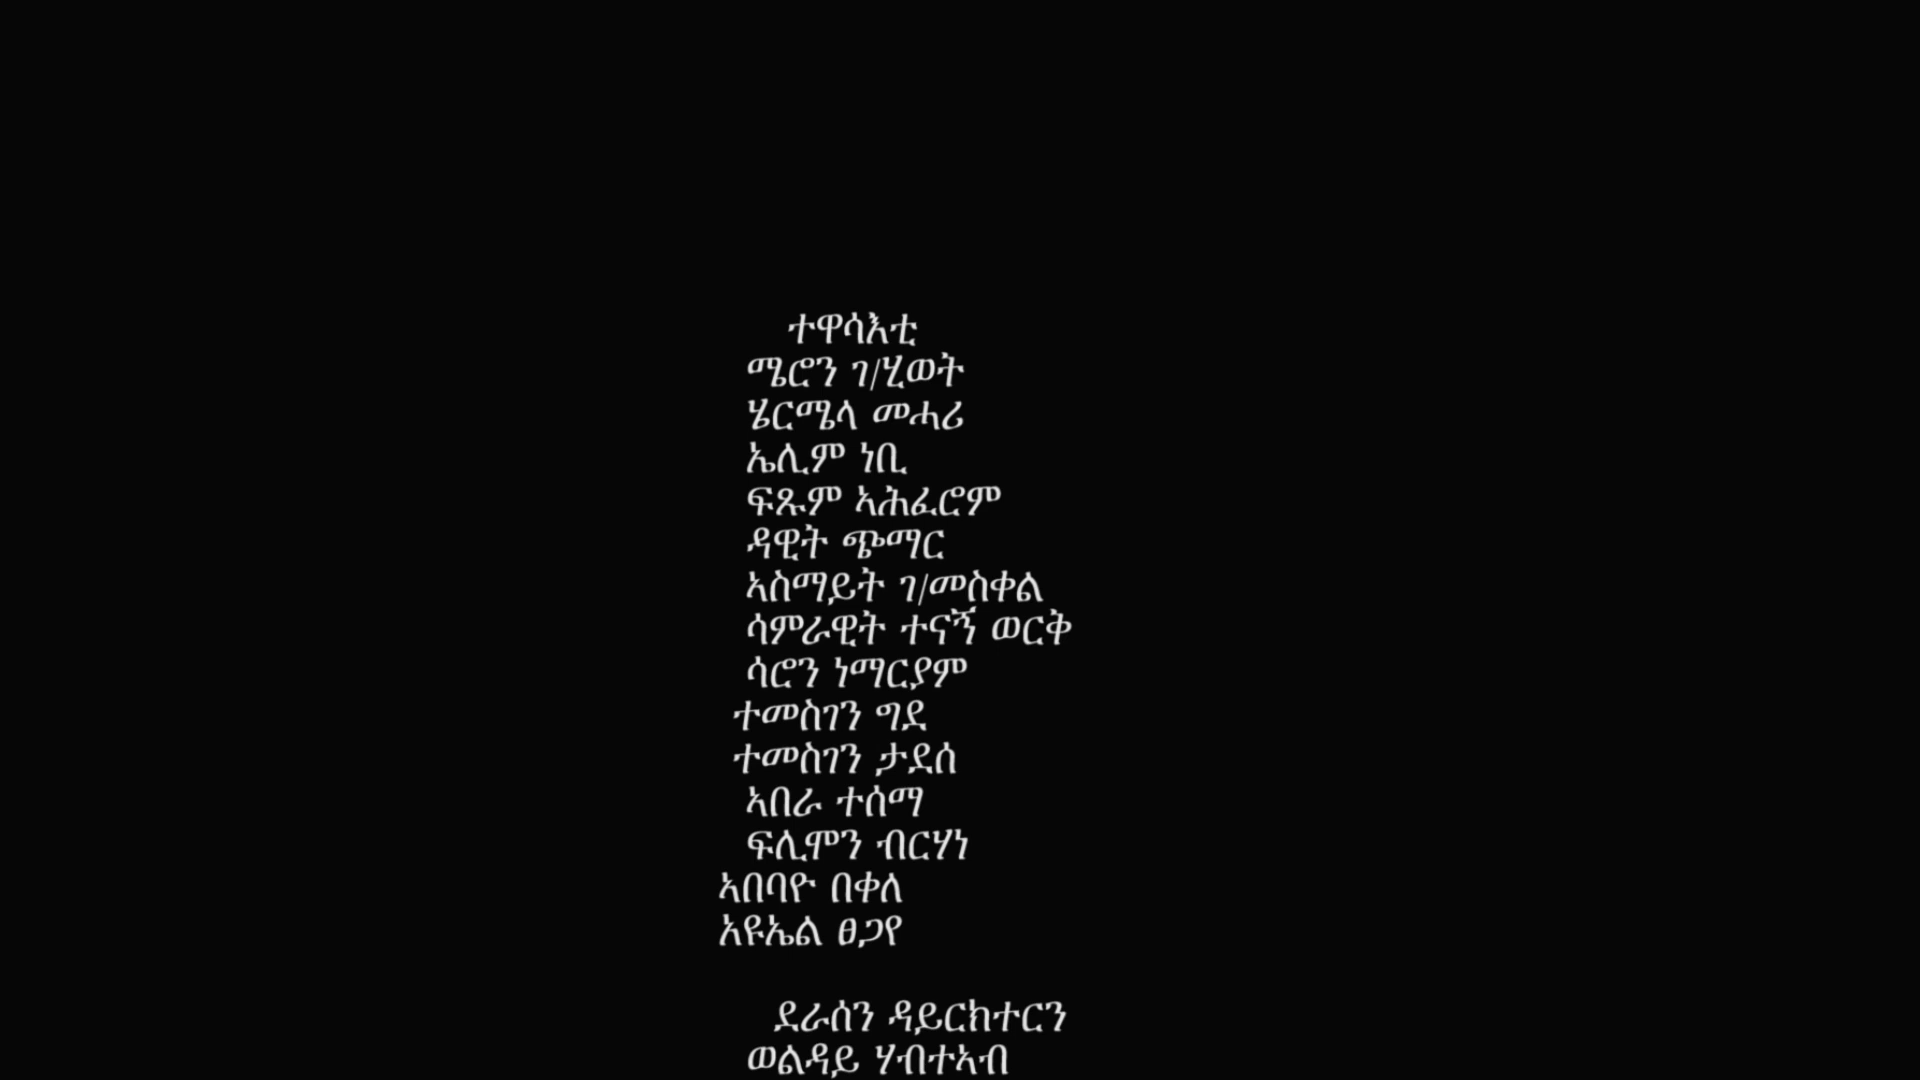 ተዋሳእቲ
ሜሮን ገ/ሂወት
ሄርሜላ መሓሪ
ኤሊም ነቢ
ፍጹም ኣሕፈሮም
ዳዊት ጭማር
ኣስማይት ገ/መስቀል
ሳምራዊት ተናኝ ወርቅ
ሳሮን ነማርያም
ተመስገን ግደ
ተመስገን ታደሰ
ኣበራ ተሰማ
ፍሊሞን ብርሃነ
ኣበባዮ በቀለ
አዩኤል ፀጋየ
ደራሰን ዳይርክተርን
ወልዳይ ሃብተኣብ